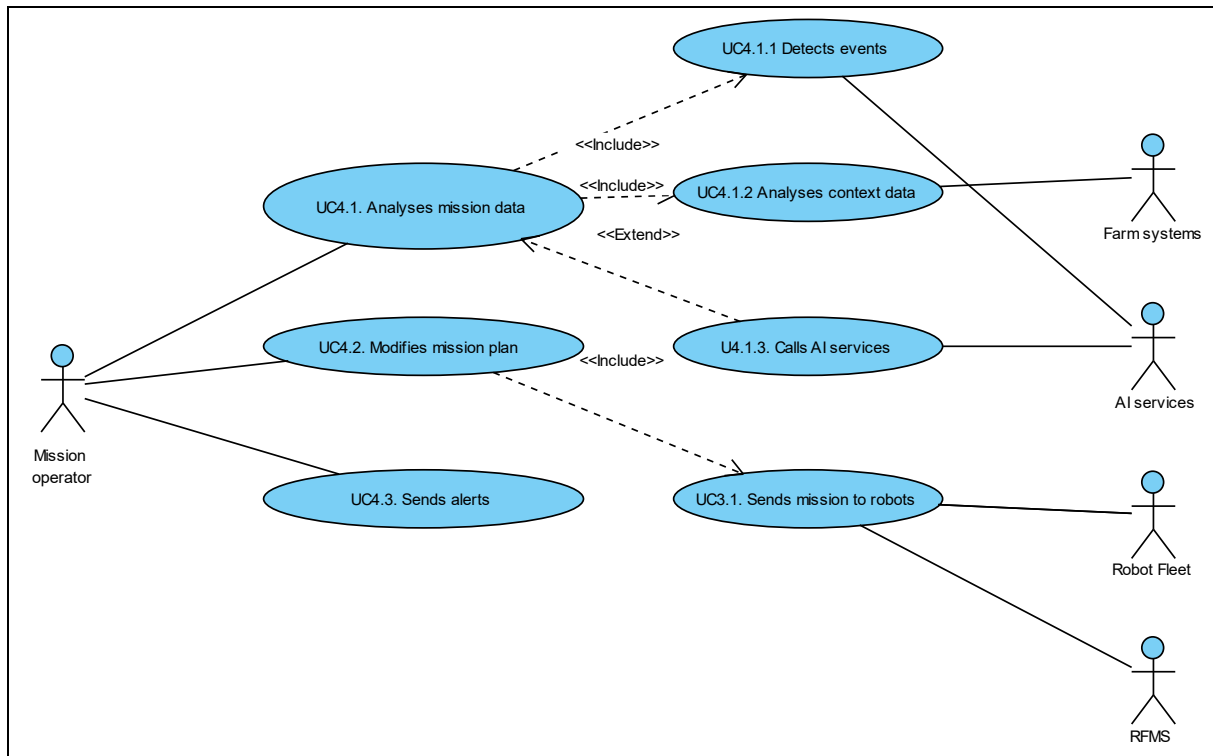 UC4.1.1 Detects events
<<Include>>
<<Include>>
UC4.1.2 Analyses context data
UC4.1. Analyses mission data
<<Extend>>
Farm systems
UC4.2. Modifies mission plan
<<Include>>
U4.1.3. Calls AI services
AI services
Mission
operator
UC4.3. Sends alerts
UC3.1. Sends mission to robots
Robot Fleet
RFMS